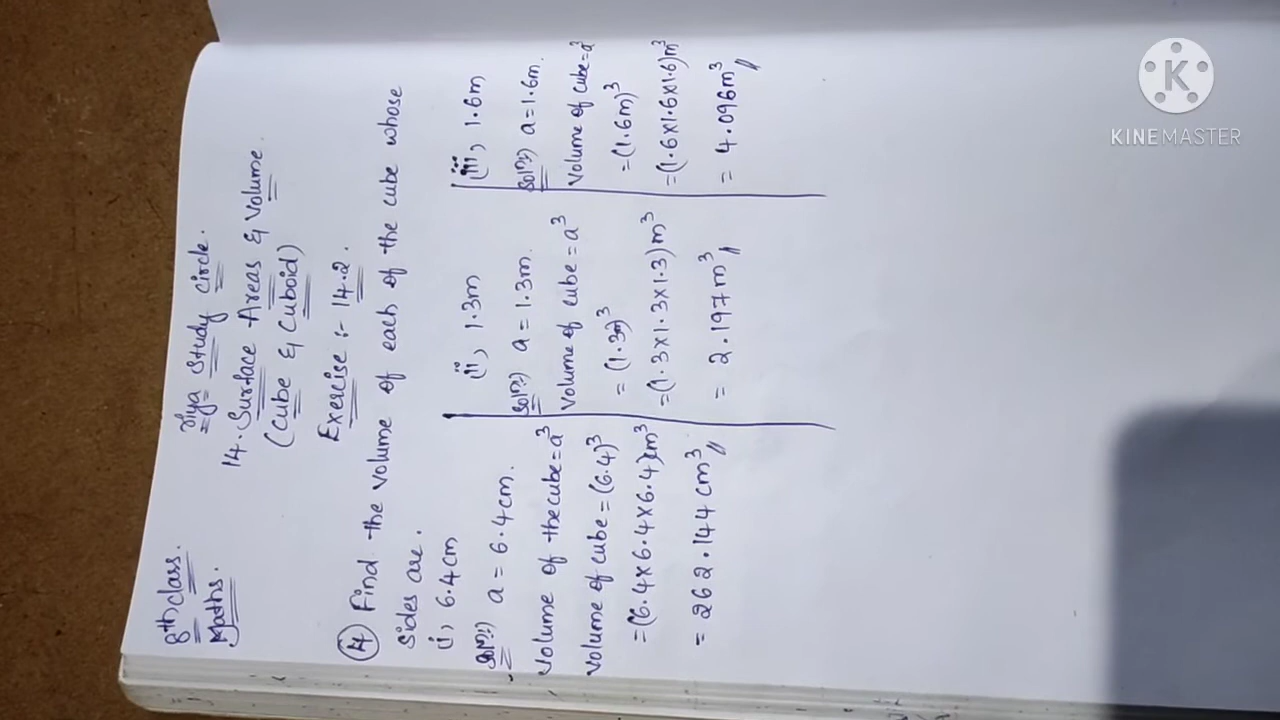 8th class.
Maths.
Riya study circle.
14. Surface Areas & Volume
(Cube & Cuboid)
Exercise :- 14.2.
4 Find the volume of each of the cube whose
Sides are.
(i), 6.4cm
Soln:) a = 6.4cm.
Volume of the cube = a³
Volume of cube = (6.4)³
= (6.4×6.4×6.4)cm³
= 262.144 cm³
(ii), 1.3m
Soln:) a = 1.3m.
Volume of cube = a³
= (1.3m)³
= (1.3×1.3×1.3)m³
= 2.197m³
(iii), 1.6m
Soln:) a = 1.6m.
Volume of cube = a³
= (1.6m)³
= (1.6×1.6×1.6)m³
= 4.096m³
K
KINEMASTER